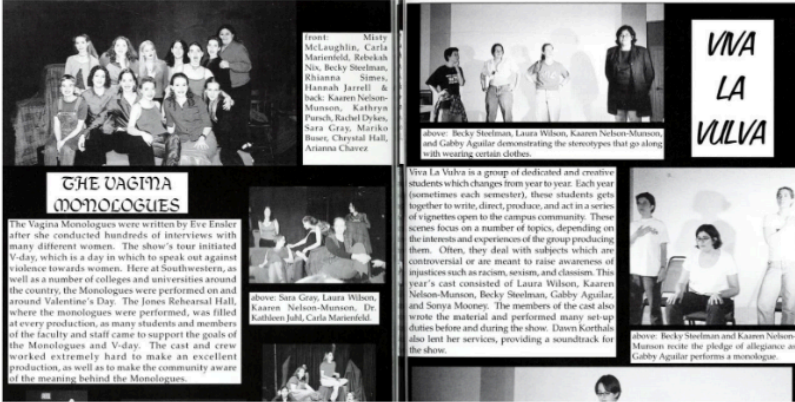 front: Misty
McLaughlin, Carla
Marienfeld, Rebekah
Nix, Becky Steelman,
Rhianna Simes,
Hannah Jarrell &
back: Kaaren Nelson-
Munson, Kathryn
Pursch, Rachel Dykes,
Sara Gray, Mariko
Buser, Chrystal Hall,
Arianna Chavez
THE VAGINA
MONOLOGUES
The Vagina Monologues were written by Eve Ensler
after she conducted hundreds of interviews with
many different women. The show's tour initiated
V-day, which is a day in which to speak out against
violence towards women. Here at Southwestern, as
well as a number of colleges and universities around
the country, the Monologues were performed on and
around Valentine's Day. The Jones Rehearsal Hall,
where the monologues were performed, was filled
at every production, as many students and members
of the faculty and staff came to support the goals of
the Monologues and V-day. The cast and crew
worked extremely hard to make an excellent
production, as well as to make the community aware
of the meaning behind the Monologues.
above: Sara Gray, Laura Wilson,
Kaaren Nelson-Munson, Dr.
Kathleen Juhl, Carla Marienfeld.
above: Becky Steelman, Laura Wilson, Kaaren Nelson-Munson,
and Gabby Aguilar demonstrating the stereotypes that go along
with wearing certain clothes.
VIVA
LA
VULVA
Viva La Vulva is a group of dedicated and creative
students which changes from year to year. Each year
(sometimes each semester), these students gets
together to write, direct, produce, and act in a series
of vignettes open to the campus community. These
scenes focus on a number of topics, depending on
the interests and experiences of the group producing
them. Often, they deal with subjects which are
controversial or are meant to raise awareness of
injustices such as racism, sexism, and classism. This
year's cast consisted of Laura Wilson, Kaaren
Nelson-Munson, Becky Steelman, Gabby Aguilar,
and Sonya Mooney. The members of the cast also
wrote the material and performed many set-up
duties before and during the show. Dawn Korthals
also lent her services, providing a soundtrack for
the show.
above: Becky Steelman and Kaaren Nelson-
Munson recite the pledge of allegiance as
Gabby Aguilar performs a monologue.